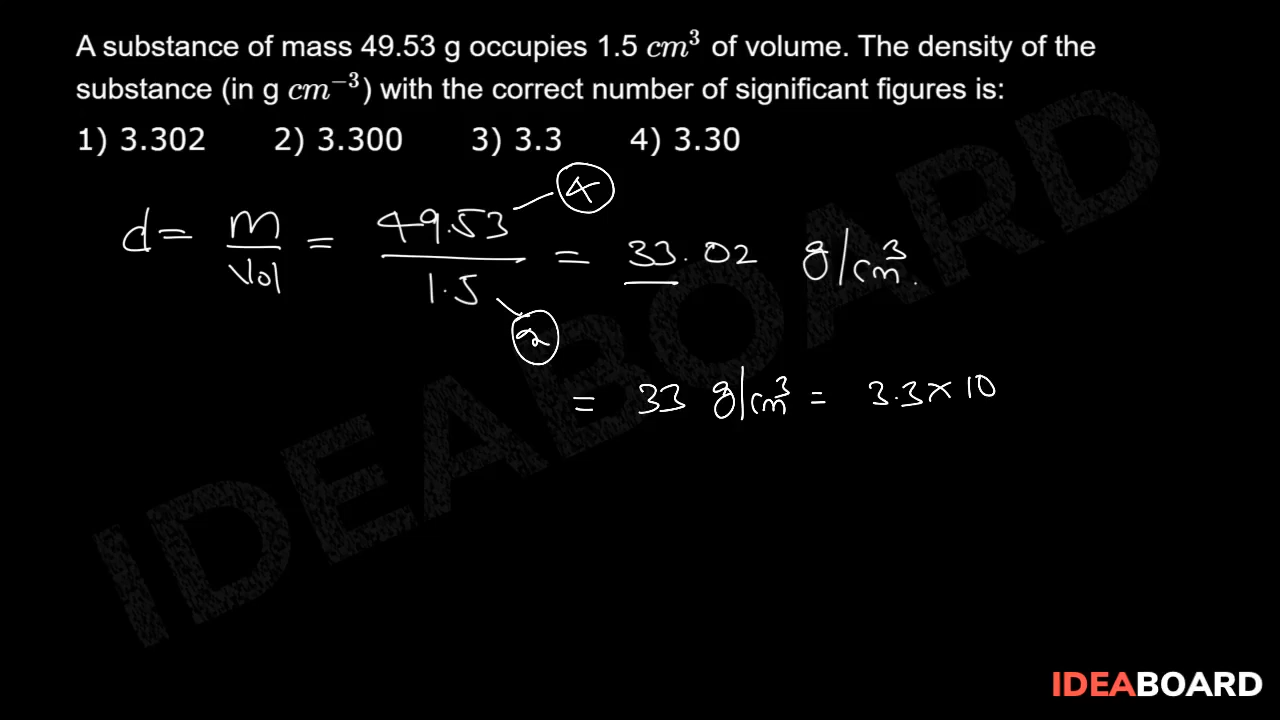 A substance of mass 49.53 g occupies 1.5 cm³ of volume. The density of the
substance (in g cm⁻³) with the correct number of significant figures is:
1) 3.302 2) 3.300 3) 3.3 4) 3.30
d = m/Vol = 49.53/1.5 = 33.02 g/cm³.
4
2
= 33 g/cm³ = 3.3 × 10
IDEABOARD
IDEABOARD